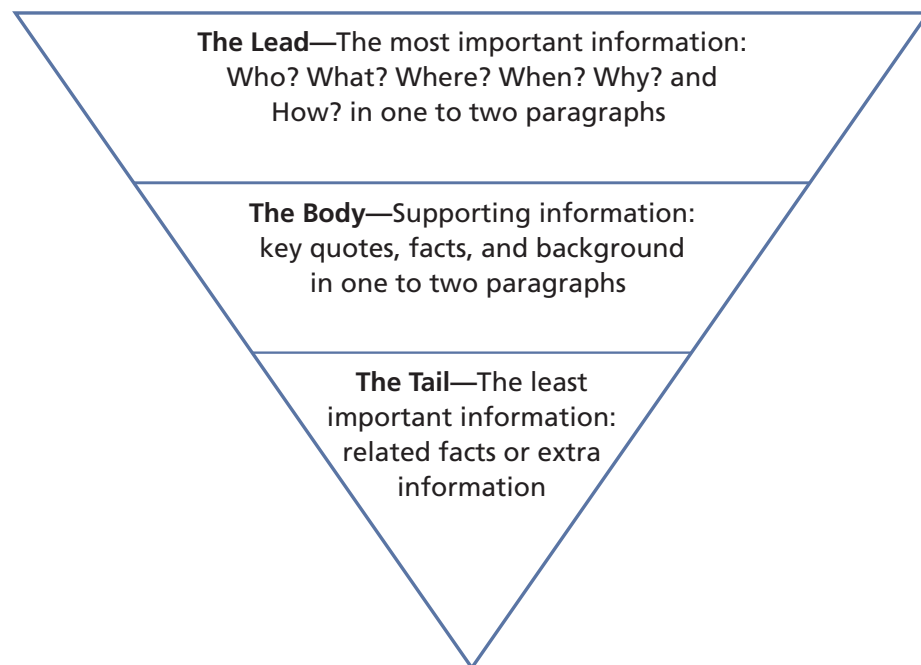 The Lead—The most important information:
Who? What? Where? When? Why? and
How? in one to two paragraphs
The Body—Supporting information:
key quotes, facts, and background
in one to two paragraphs
The Tail—The least
important information:
related facts or extra
information